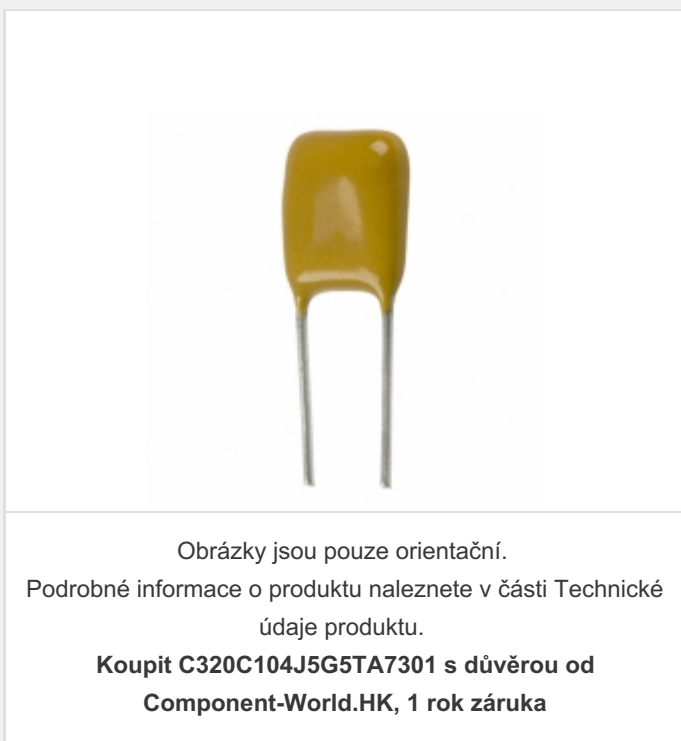 Obrázky jsou pouze orientační.
Podrobné informace o produktu naleznete v části Technické
údaje produktu.
Koupit C320C104J5G5TA7301 s důvěrou od
Component-World.HK, 1 rok záruka